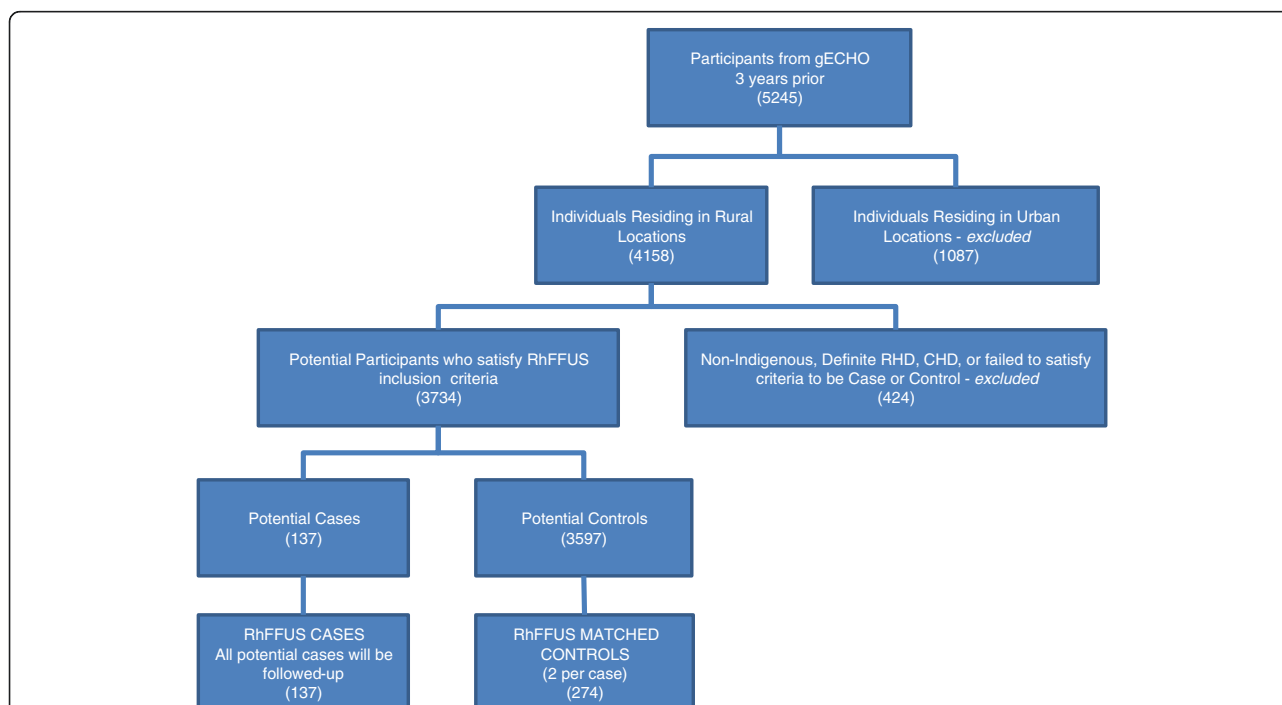 Participants from gECHO
3 years prior
(5245)
Individuals Residing in Rural
Locations
(4158)
Individuals Residing in Urban
Locations - excluded
(1087)
Potential Participants who satisfy RhFFUS
inclusion criteria
(3734)
Non-Indigenous, Definite RHD, CHD, or failed to satisfy
criteria to be Case or Control - excluded
(424)
Potential Cases
(137)
Potential Controls
(3597)
RhFFUS CASES
All potential cases will be
followed-up
(137)
RhFFUS MATCHED
CONTROLS
(2 per case)
(274)